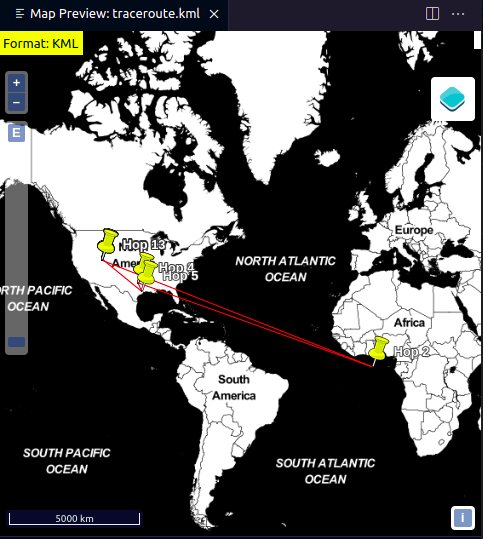 Map Preview: traceroute.kml
Format: KML
+
−
E
Hop 13
Hop 4
Hop 5
Hop 2
NORTH ATLANTIC
OCEAN
Europe
Africa
ORTH PACIFIC
OCEAN
South
America
SOUTH PACIFIC
OCEAN
SOUTH ATLANTIC
OCEAN
5000 km
i